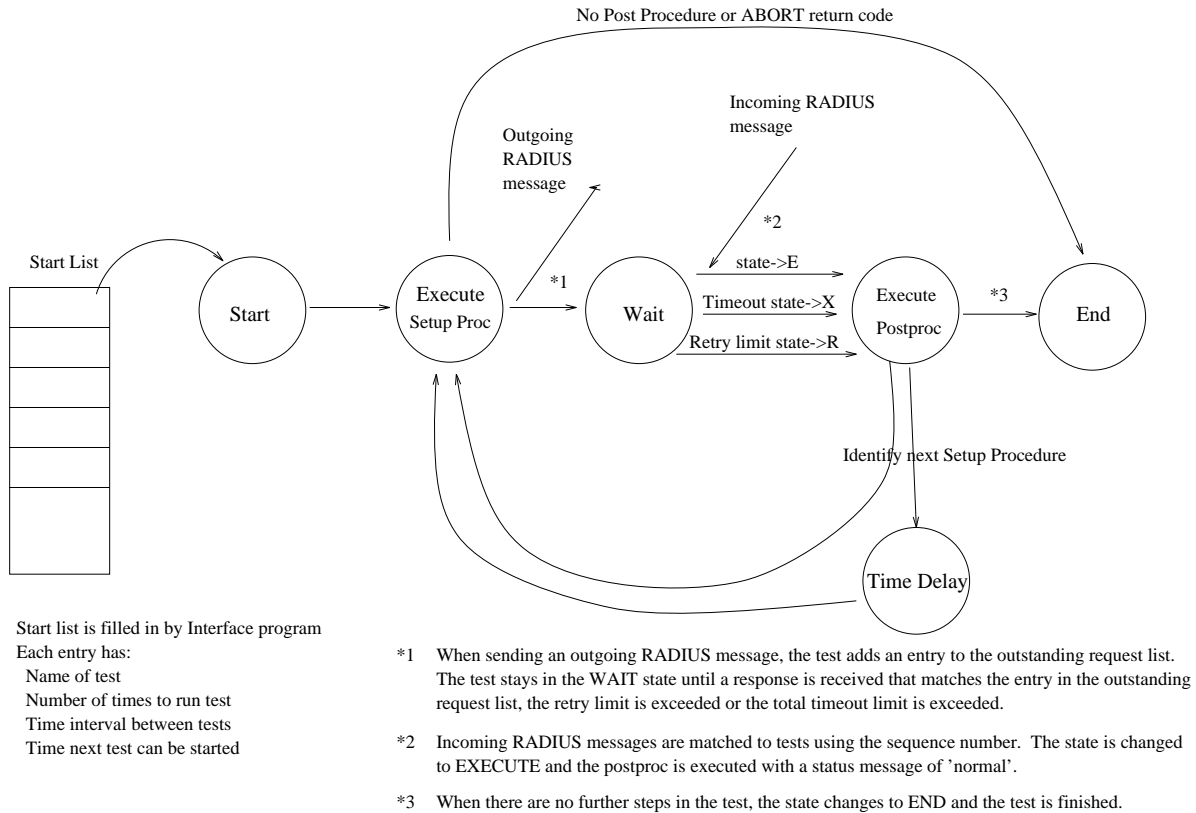 No Post Procedure or ABORT return code
Incoming RADIUS
message
Outgoing
RADIUS
message
*2
Start List
state->E
*1
Timeout state->X
Retry limit state->R
*3
Start
Execute
Setup Proc
Wait
Execute
Postproc
End
Identify next Setup Procedure
Time Delay
Start list is filled in by Interface program
Each entry has:
Name of test
Number of times to run test
Time interval between tests
Time next test can be started
*1 When sending an outgoing RADIUS message, the test adds an entry to the outstanding request list.
The test stays in the WAIT state until a response is received that matches the entry in the outstanding
request list, the retry limit is exceeded or the total timeout limit is exceeded.
*2 Incoming RADIUS messages are matched to tests using the sequence number. The state is changed
to EXECUTE and the postproc is executed with a status message of ’normal’.
*3 When there are no further steps in the test, the state changes to END and the test is finished.